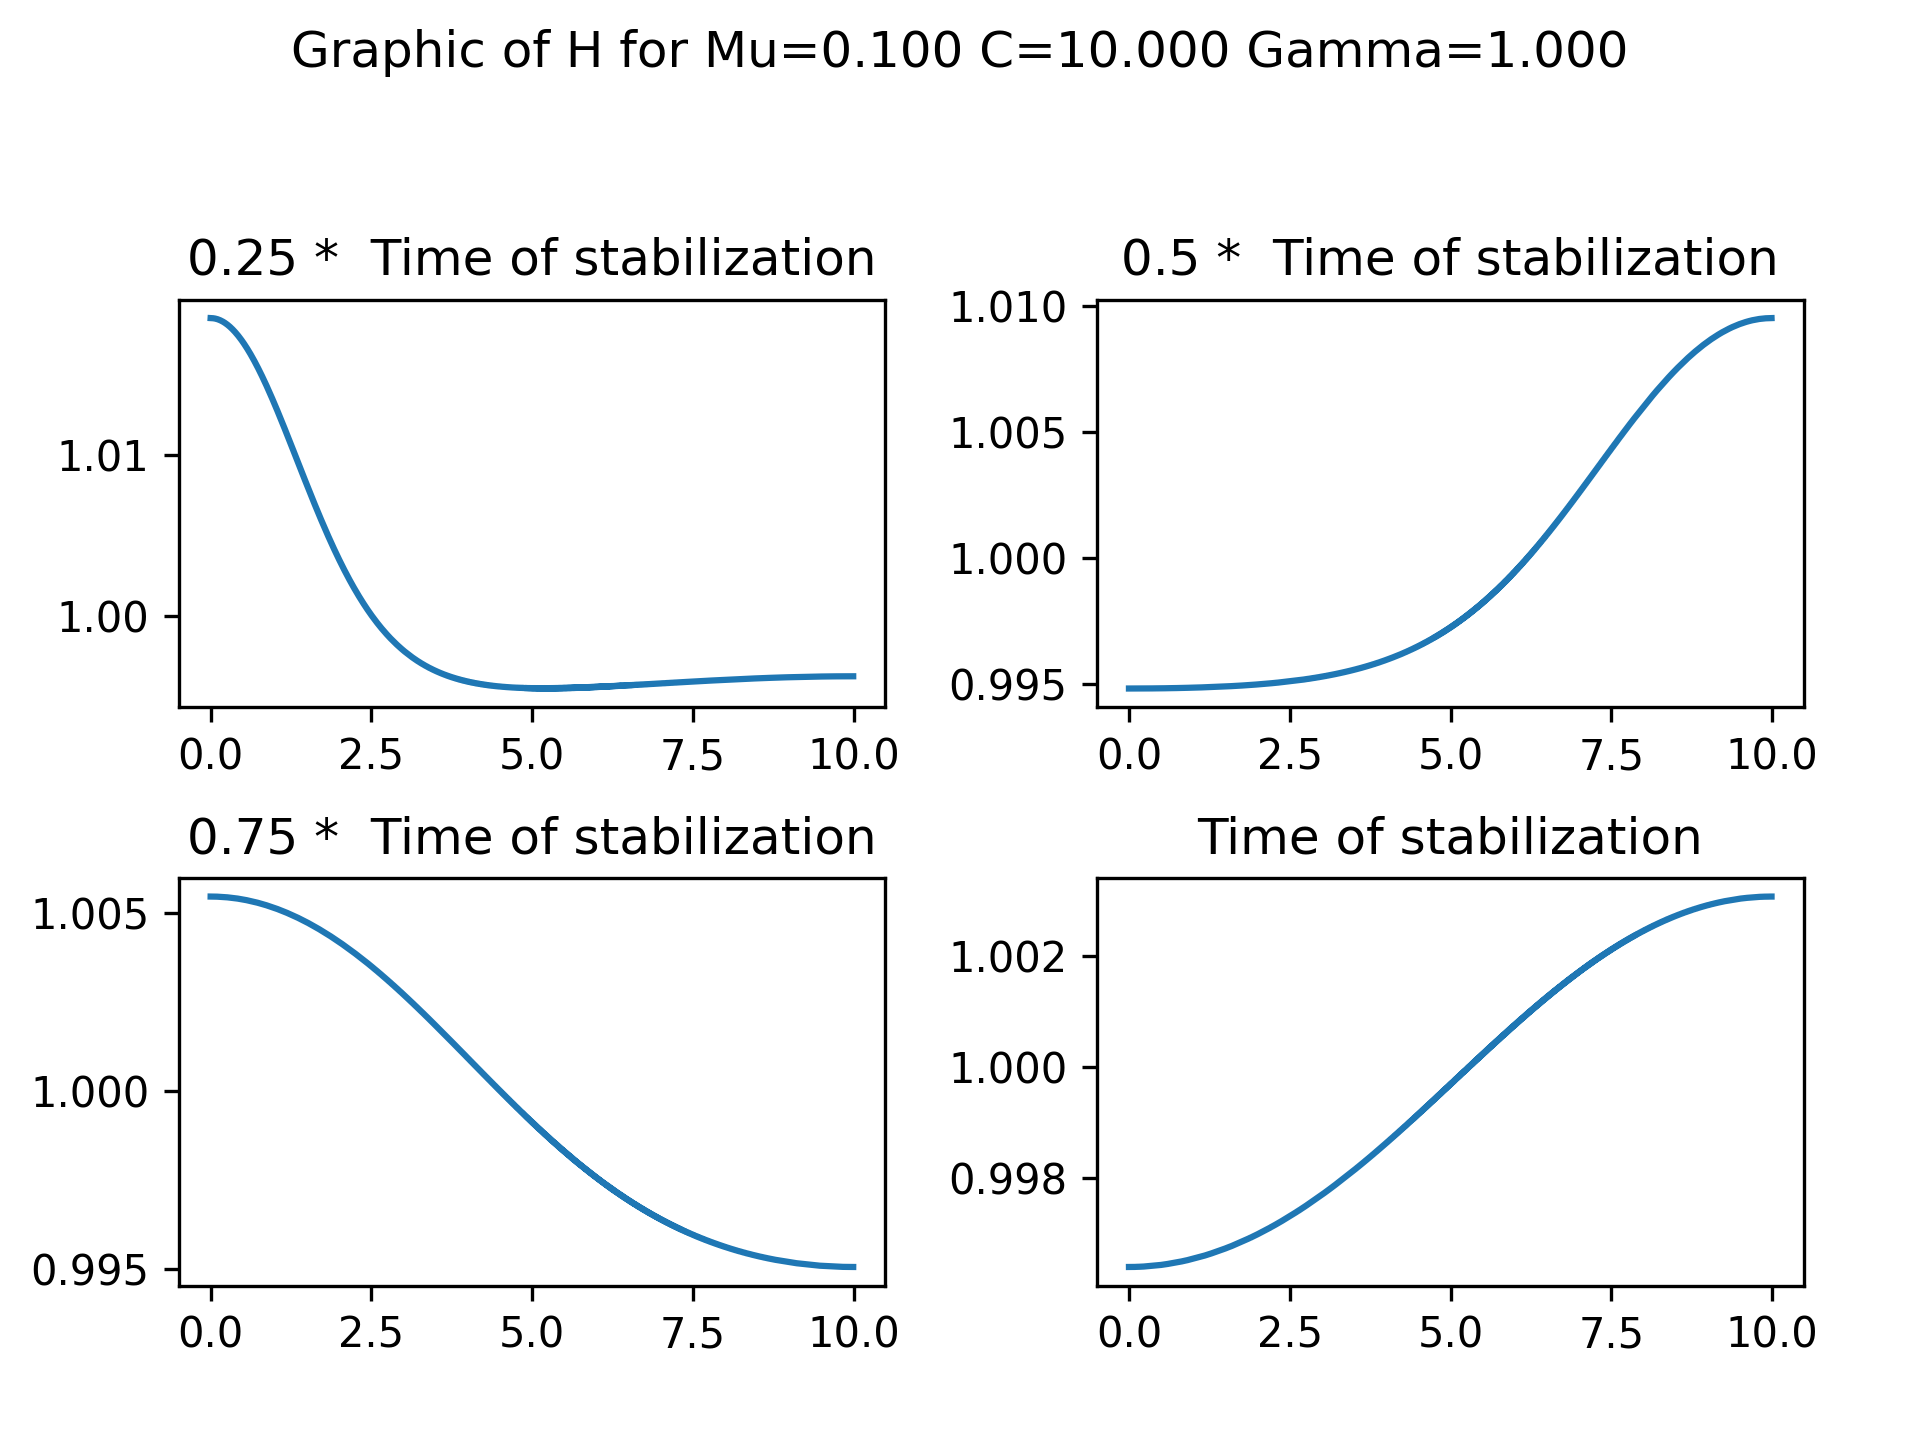 Graphic of H for Mu=0.100 C=10.000 Gamma=1.000
0.25 *  Time of stabilization
1.01
1.00
0.0 2.5 5.0 7.5 10.0
0.5 *  Time of stabilization
1.010
1.005
1.000
0.995
0.0 2.5 5.0 7.5 10.0
0.75 *  Time of stabilization
1.005
1.000
0.995
0.0 2.5 5.0 7.5 10.0
Time of stabilization
1.002
1.000
0.998
0.0 2.5 5.0 7.5 10.0